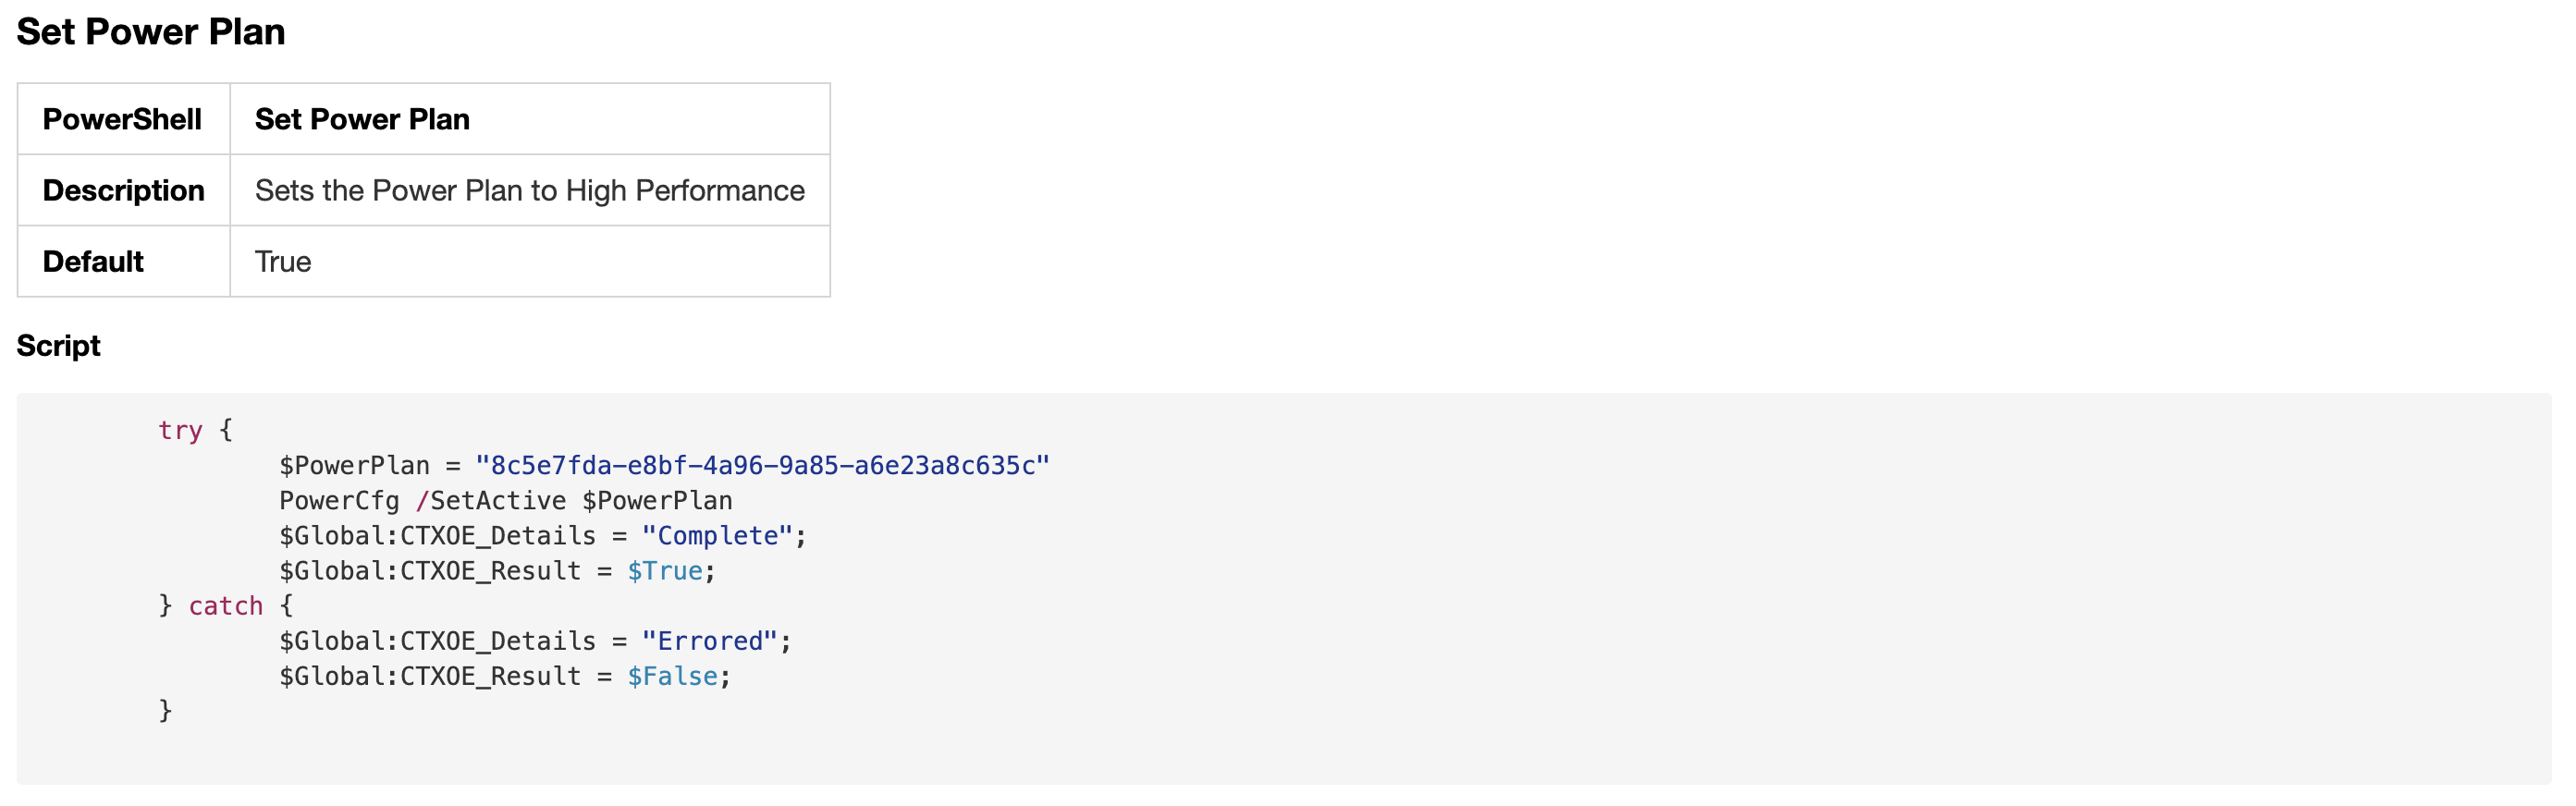 Set Power Plan
PowerShell Set Power Plan
Description Sets the Power Plan to High Performance
Default True
Script
try {
$PowerPlan = "8c5e7fda-e8bf-4a96-9a85-a6e23a8c635c"
PowerCfg /SetActive $PowerPlan
$Global:CTXOE_Details = "Complete";
$Global:CTXOE_Result = $True;
} catch {
$Global:CTXOE_Details = "Errored";
$Global:CTXOE_Result = $False;
}